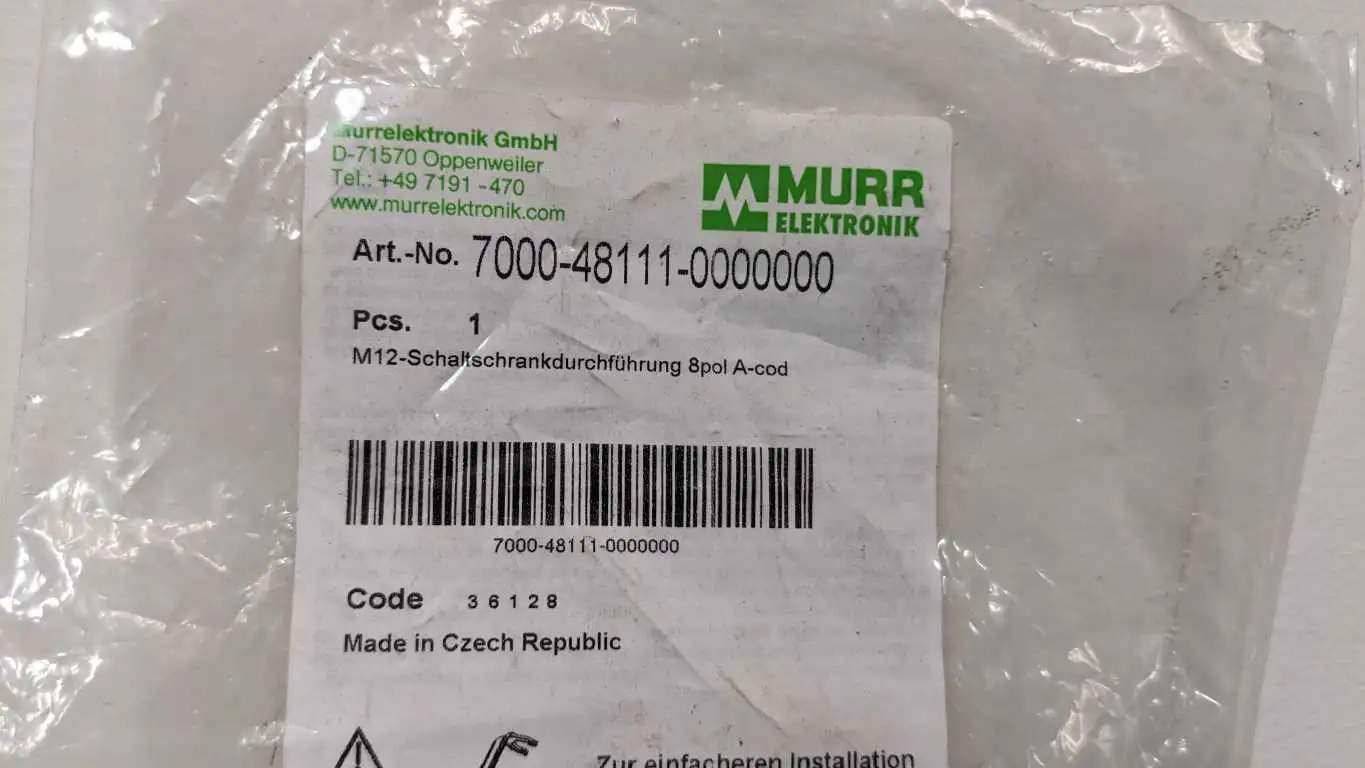 Murrelektronik GmbH
D-71570 Oppenweiler
Tel.: +49 7191 -470
www.murrelektronik.com
MURR
ELEKTRONIK
Art.-No. 7000-48111-0000000
Pcs. 1
M12-Schaltschrankdurchführung 8pol A-cod
7000-48111-0000000
Code 36128
Made in Czech Republic
Zur einfacheren Installation